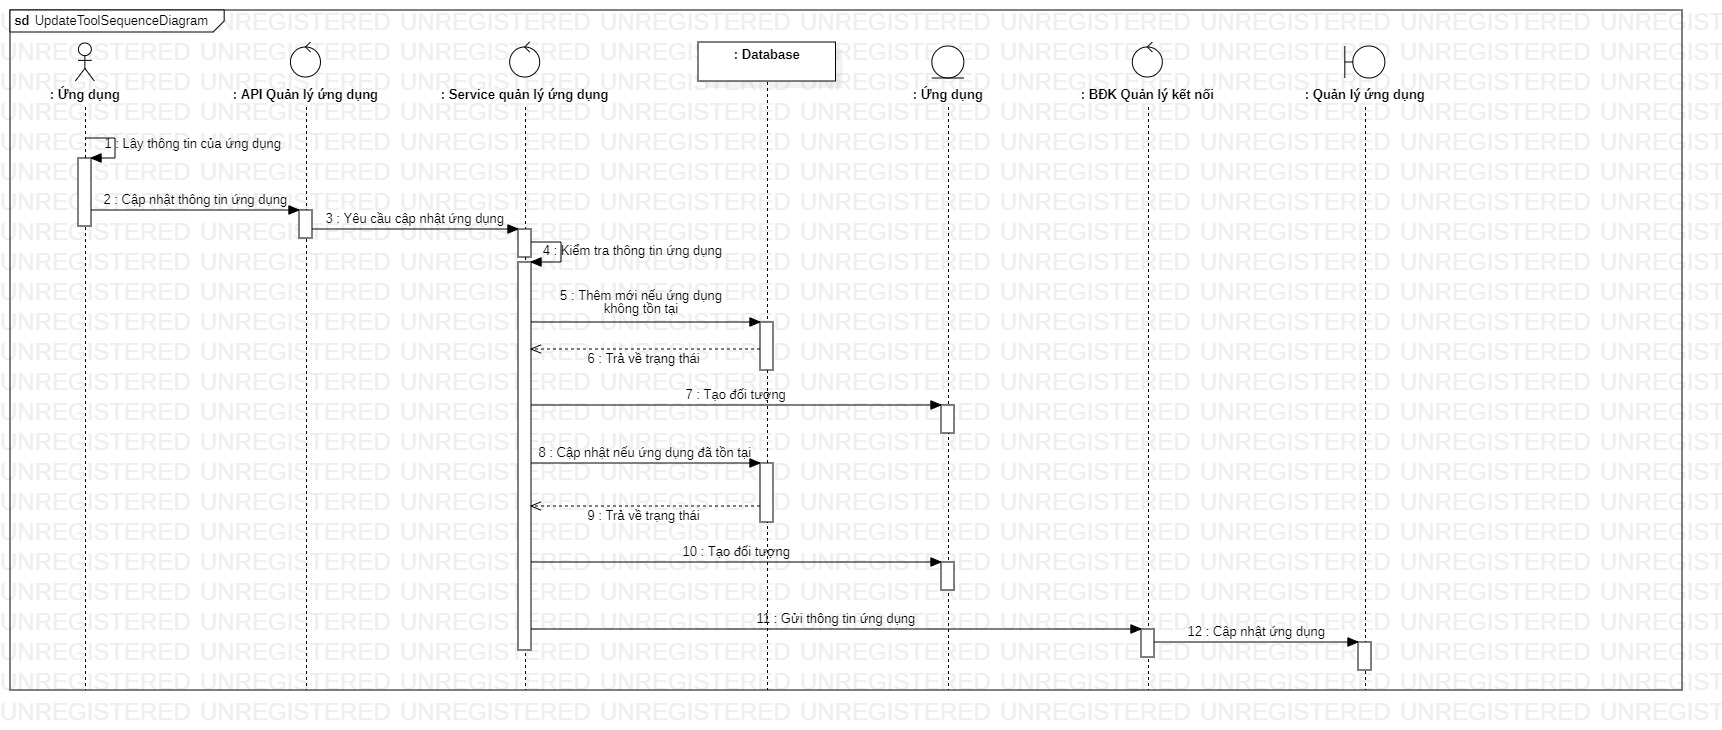 sd UpdateToolSequenceDiagram
: Ứng dụng
: API Quản lý ứng dụng
: Service quản lý ứng dụng
: Database
: Ứng dụng
: BĐK Quản lý kết nối
: Quản lý ứng dụng
1 : Lấy thông tin của ứng dụng
2 : Cập nhật thông tin ứng dụng
3 : Yêu cầu cập nhật ứng dụng
4 : Kiểm tra thông tin ứng dụng
5 : Thêm mới nếu ứng dụng
không tồn tại
6 : Trả về trạng thái
7 : Tạo đối tượng
8 : Cập nhật nếu ứng dụng đã tồn tại
9 : Trả về trạng thái
10 : Tạo đối tượng
11 : Gửi thông tin ứng dụng
12 : Cập nhật ứng dụng
UNREGISTERED UNREGISTERED UNREGISTERED UNREGISTERED UNREGISTERED UNREGISTERED UNREGISTERED UNREGISTERED UNREGIST